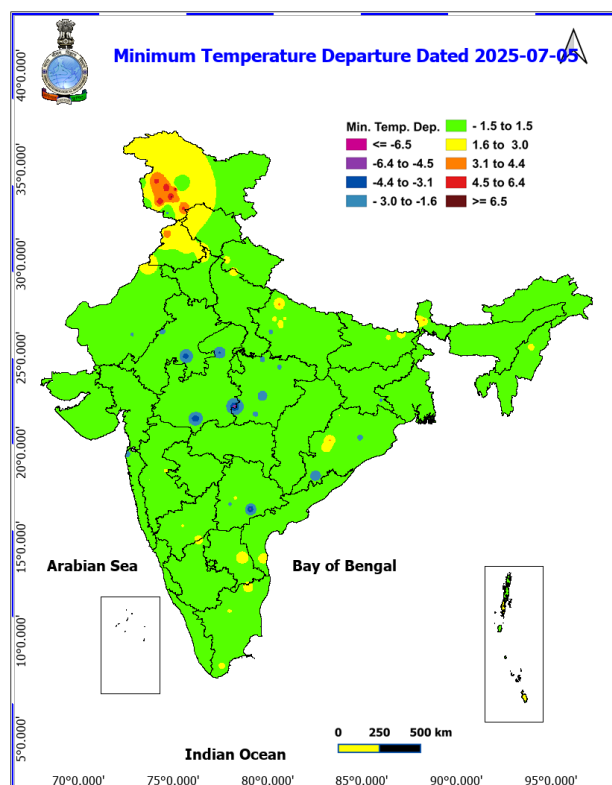 Minimum Temperature Departure Dated 2025-07-05
Min. Temp. Dep.
<= -6.5
-6.4 to -4.5
-4.4 to -3.1
- 3.0 to -1.6
- 1.5 to 1.5
1.6 to 3.0
3.1 to 4.4
4.5 to 6.4
>= 6.5
40°0.000'
35°0.000'
30°0.000'
25°0.000'
20°0.000'
15°0.000'
10°0.000'
5°0.000'
Arabian Sea
Bay of Bengal
Indian Ocean
0 250 500 km
70°0.000' 75°0.000' 80°0.000' 85°0.000' 90°0.000' 95°0.000'